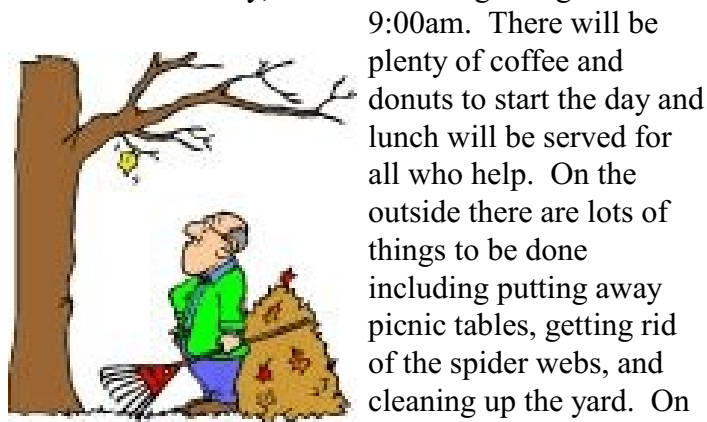 9:00am. There will be
plenty of coffee and
donuts to start the day and
lunch will be served for
all who help. On the
outside there are lots of
things to be done
including putting away
picnic tables, getting rid
of the spider webs, and
cleaning up the yard. On